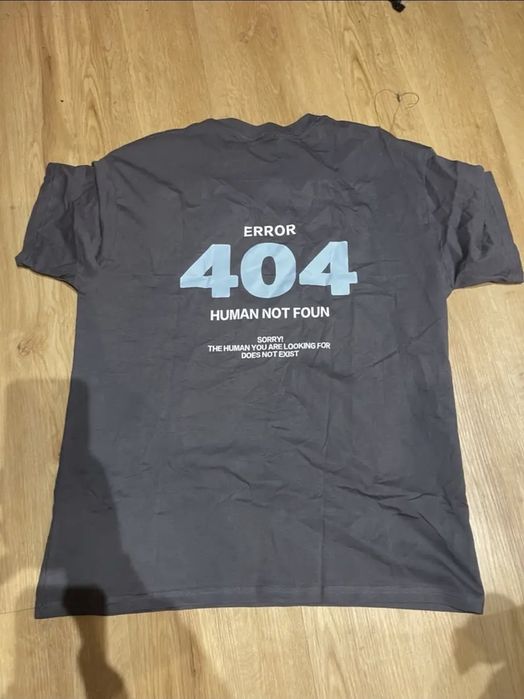 ERROR
404
HUMAN NOT FOUN
SORRY!
THE HUMAN YOU ARE LOOKING FOR
DOES NOT EXIST